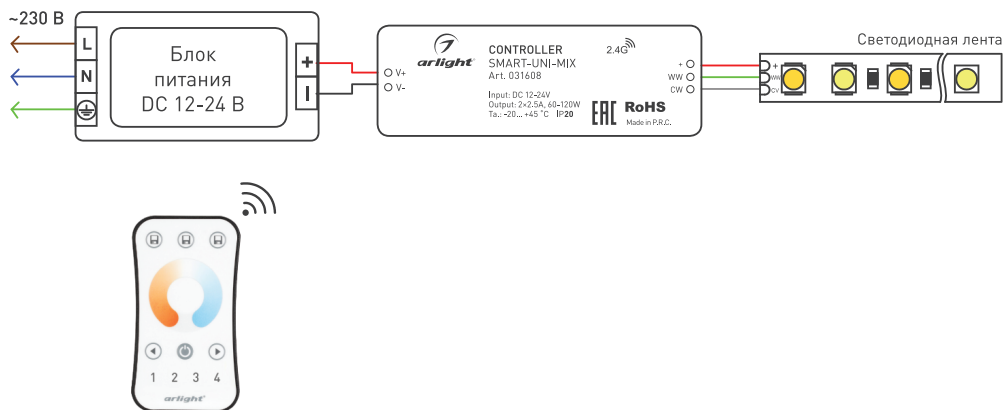 ~230 В
L
N
Блок
питания
DC 12-24 В
+
V+
V-
arlight®
CONTROLLER
SMART-UNI-MIX
Art. 031608
2.4G
Input: DC 12-24V
Output: 2×2.5A, 60-120W
Ta.: -20... +45 °C IP20
EAC
RoHS
Made in P.R.C.
+
WW
CW
Светодиодная лента
+
WW
CV
1 2 3 4
arlight®